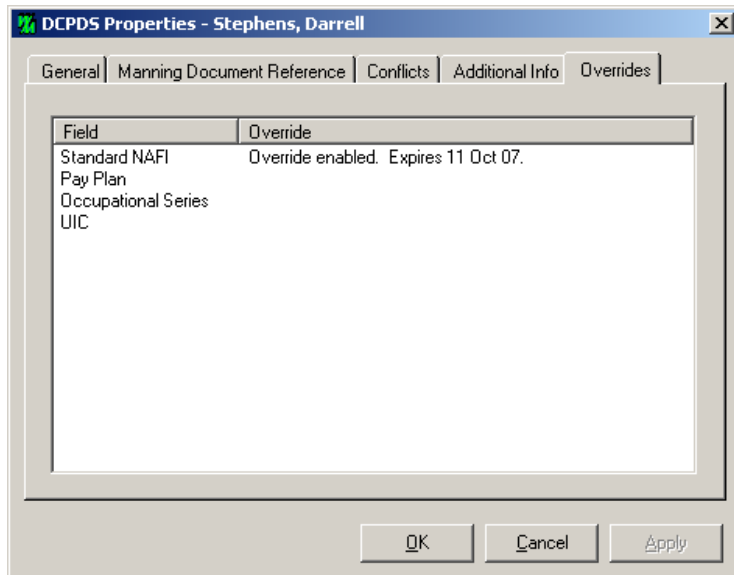 DCPDS Properties - Stephens, Darrell
General Manning Document Reference Conflicts Additional Info Overrides
Field Override
Standard NAFI Override enabled. Expires 11 Oct 07.
Pay Plan
Occupational Series
UIC
OK Cancel Apply